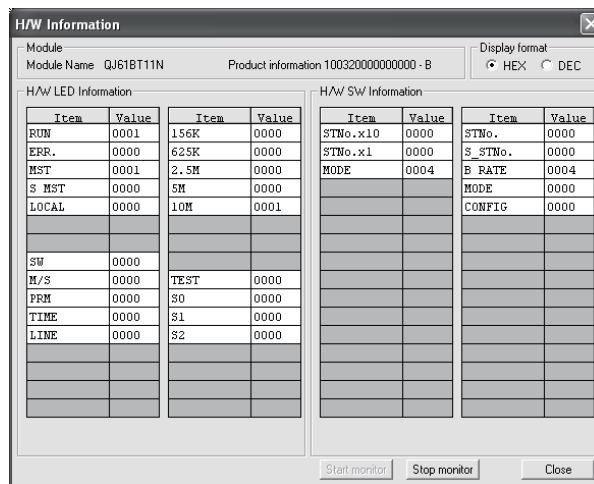 H/W Information
Module
Module Name QJ61BT11N Product information 100320000000000 - B
Display format
HEX DEC
H/W LED Information
Item Value Item Value
RUN 0001 156K 0000
ERR. 0000 625K 0000
MST 0001 2.5M 0000
S MST 0000 5M 0000
LOCAL 0000 10M 0001
SW 0000
M/S 0000 TEST 0000
PRM 0000 S0 0000
TIME 0000 S1 0000
LINE 0000 S2 0000
H/W SW Information
Item Value Item Value
STNo.x10 0000 STNo. 0000
STNo.x1 0000 S_STNo. 0000
MODE 0004 B RATE 0004
MODE 0000
CONFIG 0000
Start monitor Stop monitor Close